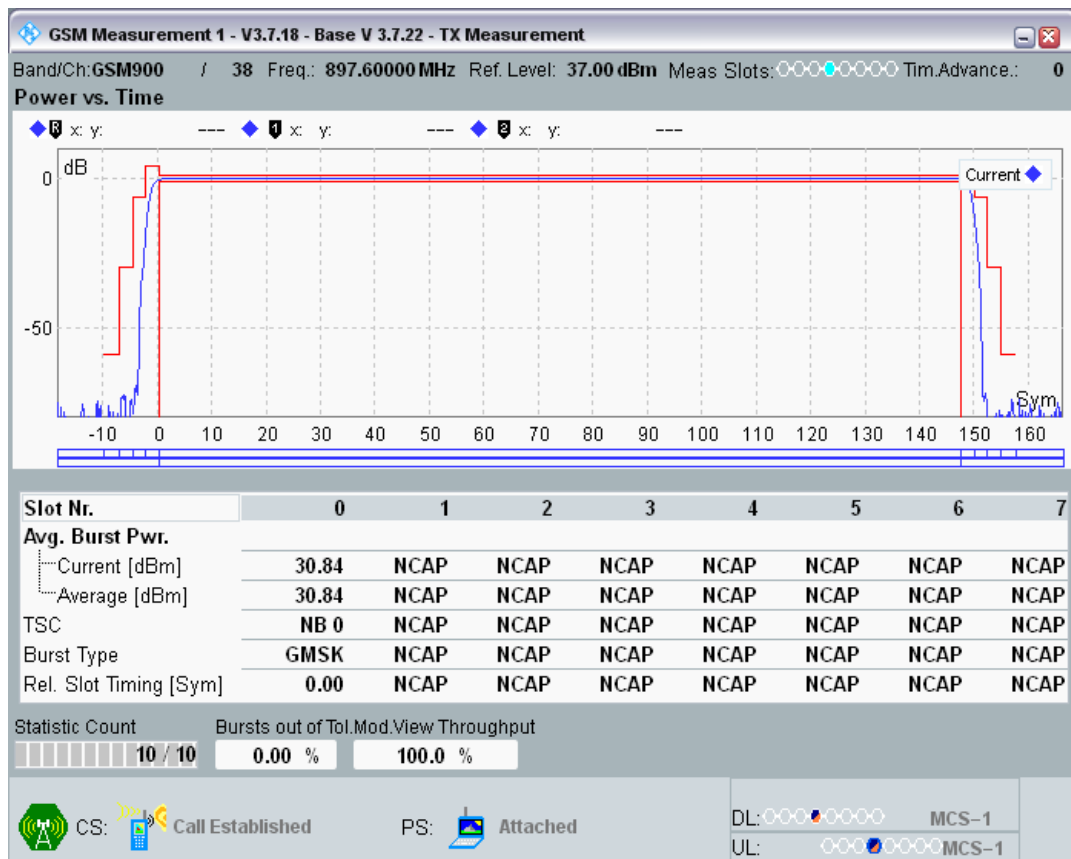 GSM Measurement 1 - V3.7.18 - Base V 3.7.22 - TX Measurement
Band/Ch:GSM900 / 38 Freq.: 897.60000 MHz Ref. Level: 37.00 dBm Meas Slots: Tim.Advance.: 0
Power vs. Time
R x: y: --- 1 x: y: --- 2 x: y: ---
dB
Current
0
-50
Sym
-10 0 10 20 30 40 50 60 70 80 90 100 110 120 130 140 150 160
Slot Nr. 0 1 2 3 4 5 6 7
Avg. Burst Pwr.
Current [dBm] 30.84 NCAP NCAP NCAP NCAP NCAP NCAP NCAP
Average [dBm] 30.84 NCAP NCAP NCAP NCAP NCAP NCAP NCAP
TSC NB 0 NCAP NCAP NCAP NCAP NCAP NCAP NCAP
Burst Type GMSK NCAP NCAP NCAP NCAP NCAP NCAP NCAP
Rel. Slot Timing [Sym] 0.00 NCAP NCAP NCAP NCAP NCAP NCAP NCAP
Statistic Count Bursts out of Tol.Mod.View Throughput
10 / 10 0.00 % 100.0 %
DL: MCS-1
CS: Call Established PS: Attached
UL: MCS-1